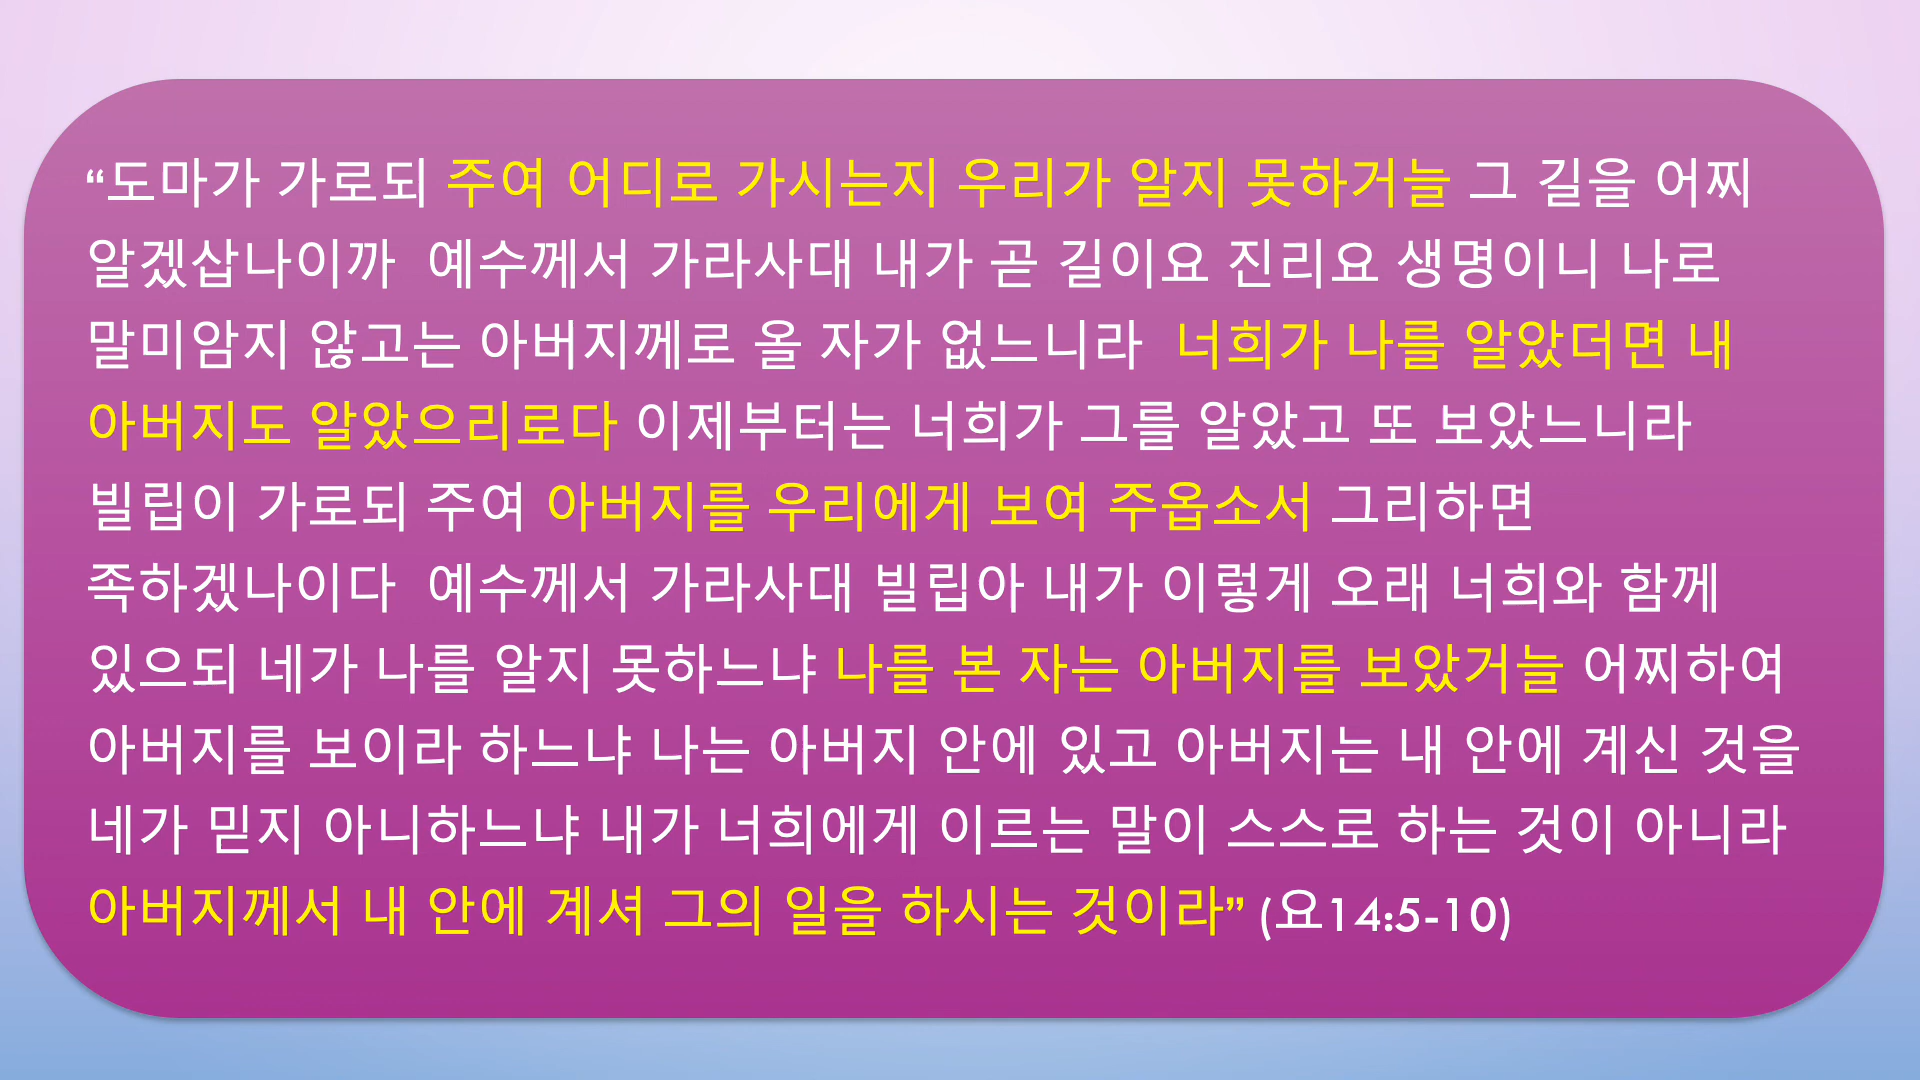 “도마가 가로되 주여 어디로 가시는지 우리가 알지 못하거늘 그 길을 어찌
알겠삽나이까  예수께서 가라사대 내가 곧 길이요 진리요 생명이니 나로
말미암지 않고는 아버지께로 올 자가 없느니라  너희가 나를 알았더면 내
아버지도 알았으리로다 이제부터는 너희가 그를 알았고 또 보았느니라
빌립이 가로되 주여 아버지를 우리에게 보여 주옵소서 그리하면
족하겠나이다  예수께서 가라사대 빌립아 내가 이렇게 오래 너희와 함께
있으되 네가 나를 알지 못하느냐 나를 본 자는 아버지를 보았거늘 어찌하여
아버지를 보이라 하느냐 나는 아버지 안에 있고 아버지는 내 안에 계신 것을
네가 믿지 아니하느냐 내가 너희에게 이르는 말이 스스로 하는 것이 아니라
아버지께서 내 안에 계셔 그의 일을 하시는 것이라” (요14:5-10)